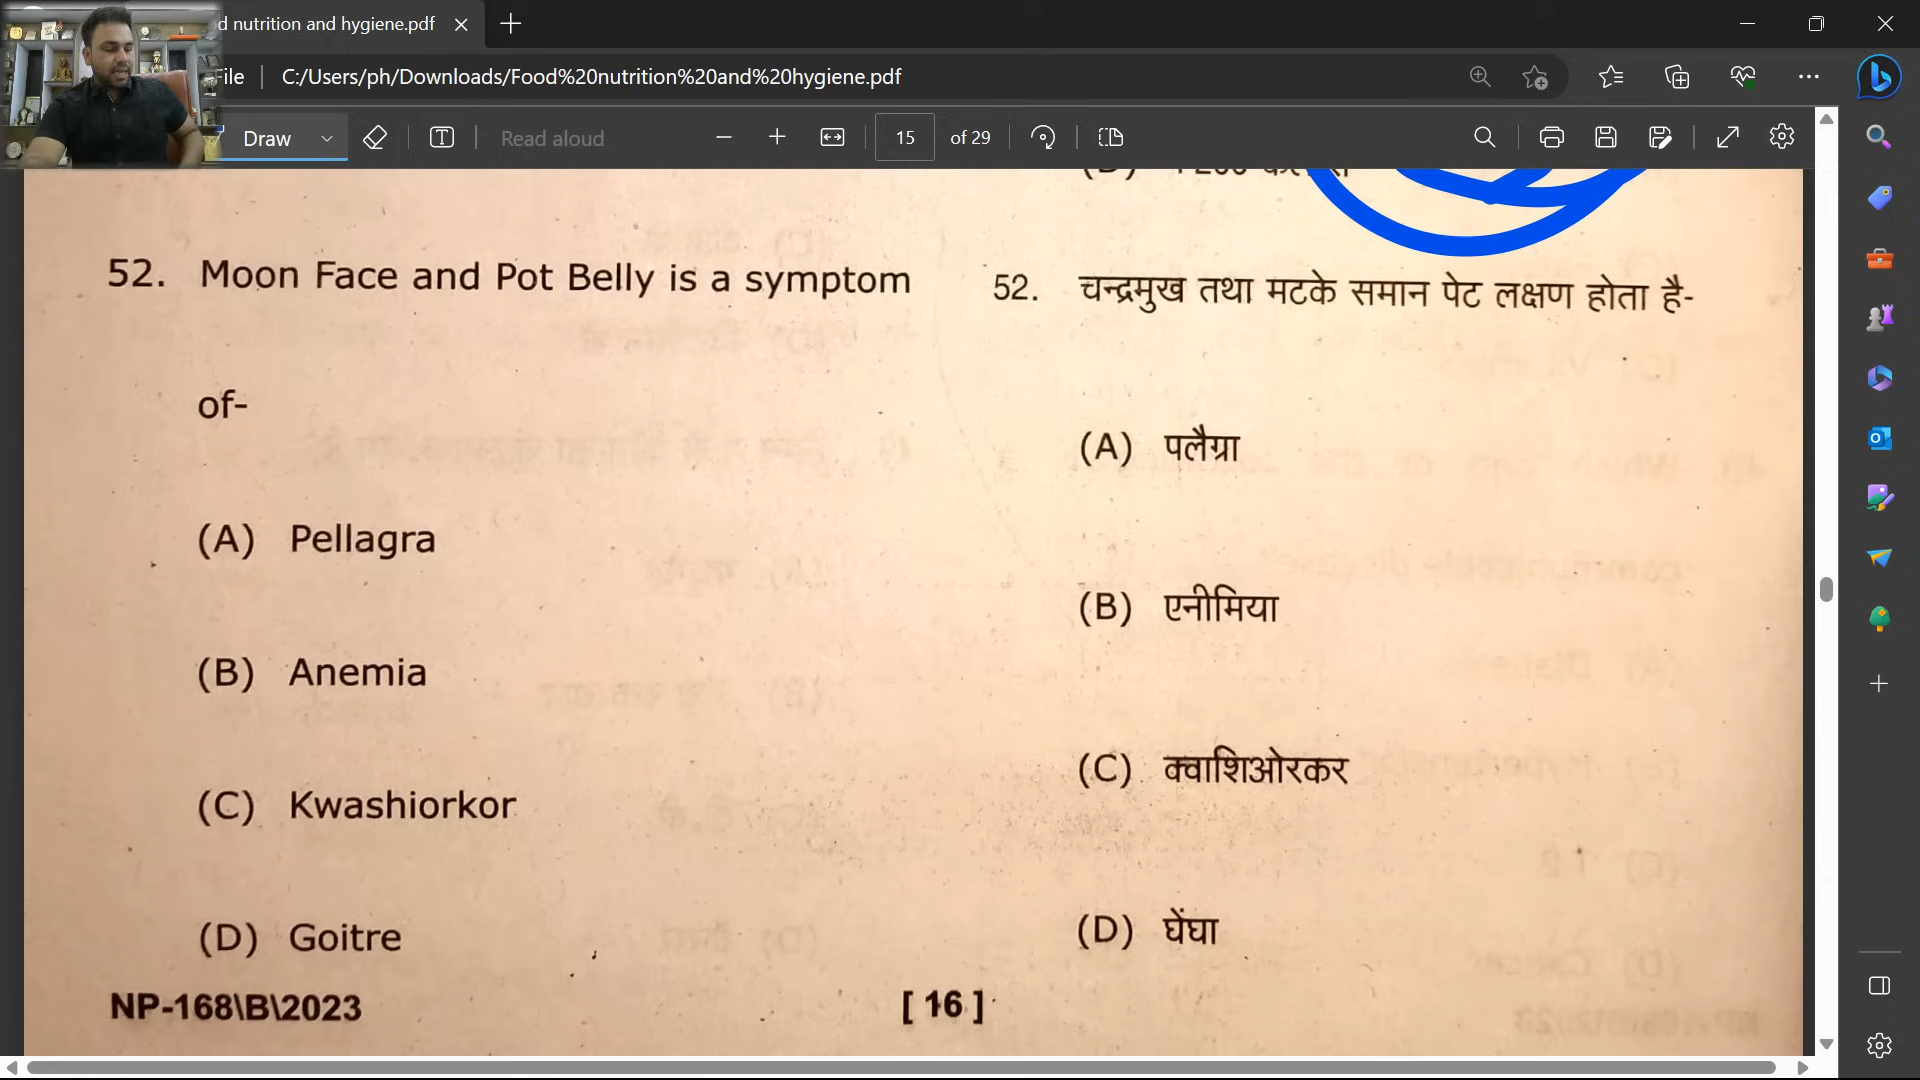 d nutrition and hygiene.pdf
File
C:/Users/ph/Downloads/Food%20nutrition%20and%20hygiene.pdf
Draw
Read aloud
15 of 29
52. Moon Face and Pot Belly is a symptom
of-
(A) Pellagra
(B) Anemia
(C) Kwashiorkor
(D) Goitre
52. चन्द्रमुख तथा मटके समान पेट लक्षण होता है-
(A) पलैग्रा
(B) एनीमिया
(C) क्वाशिओरकर
(D) घेंघा
NP-168\B\2023
[ 16 ]